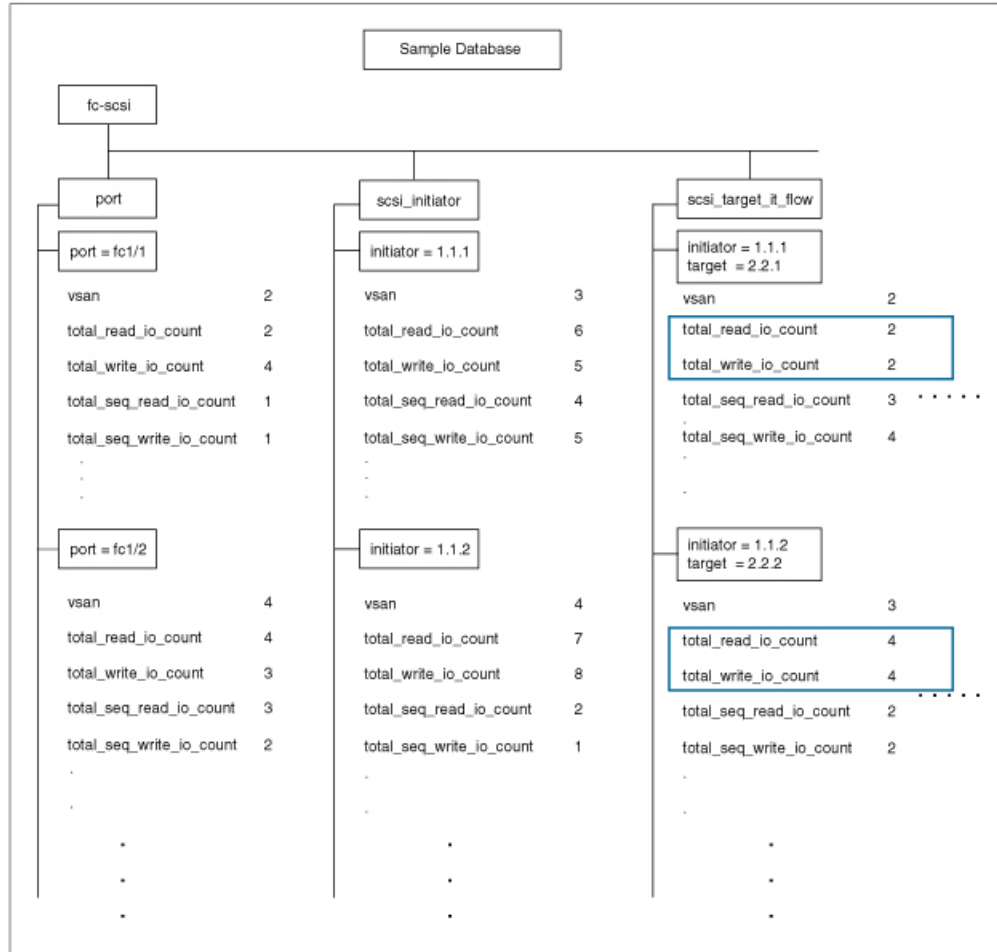 Sample Database
fc-scsi
port
port = fc1/1
vsan 2
total_read_io_count 2
total_write_io_count 4
total_seq_read_io_count 1
total_seq_write_io_count 1
port = fc1/2
vsan 4
total_read_io_count 4
total_write_io_count 3
total_seq_read_io_count 3
total_seq_write_io_count 2
scsi_initiator
initiator = 1.1.1
vsan 3
total_read_io_count 6
total_write_io_count 5
total_seq_read_io_count 4
total_seq_write_io_count 5
initiator = 1.1.2
vsan 4
total_read_io_count 7
total_write_io_count 8
total_seq_read_io_count 2
total_seq_write_io_count 1
scsi_target_it_flow
initiator = 1.1.1
target = 2.2.1
vsan 2
total_read_io_count 2
total_write_io_count 2
total_seq_read_io_count 3
total_seq_write_io_count 4
initiator = 1.1.2
target = 2.2.2
vsan 3
total_read_io_count 4
total_write_io_count 4
total_seq_read_io_count 2
total_seq_write_io_count 2